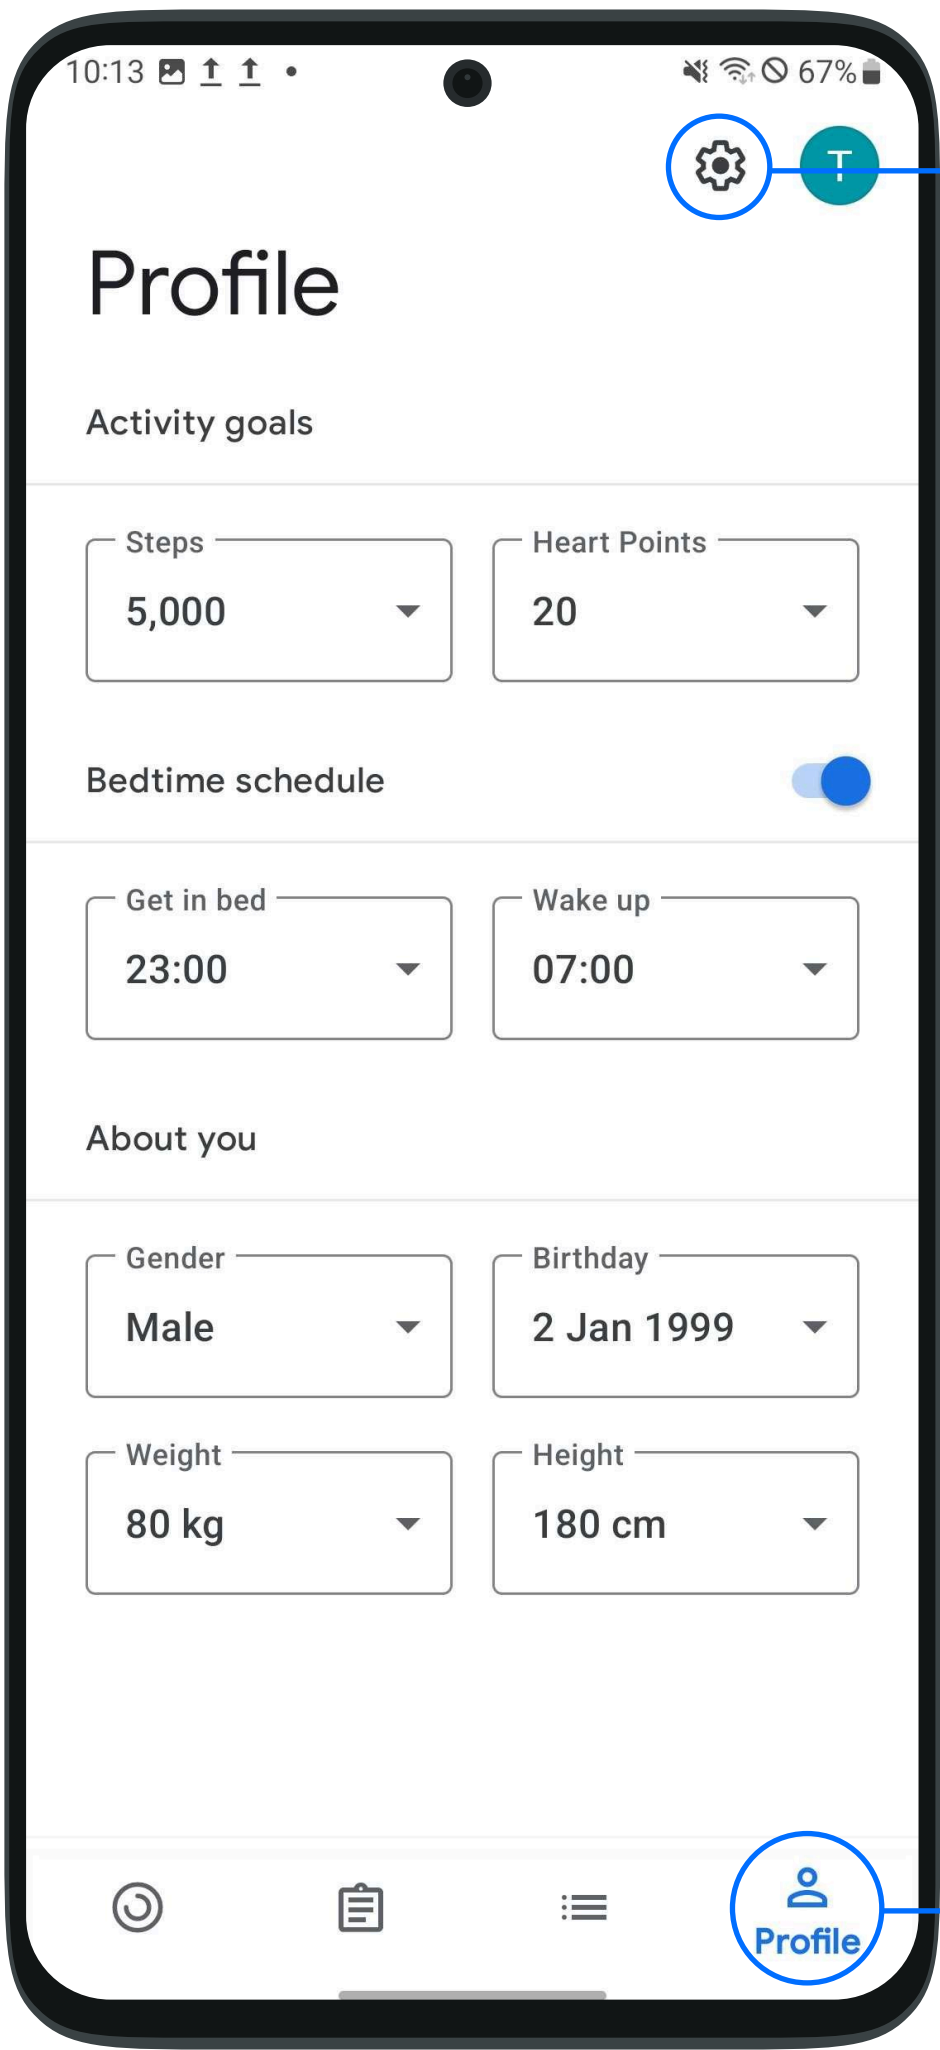 10:13 67%
T
Profile
Activity goals
Steps Heart Points
5,000 20
Bedtime schedule
Get in bed Wake up
23:00 07:00
About you
Gender Birthday
Male 2 Jan 1999
Weight Height
80 kg 180 cm
Profile